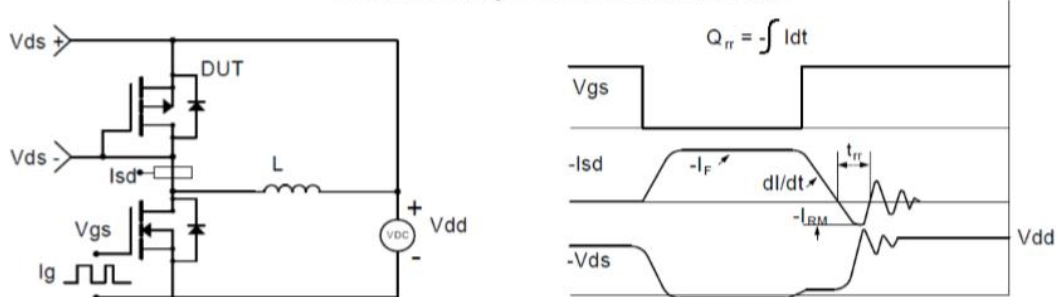 Vds +
DUT
Vds -
Isd
L
Vgs
Ig
+
VDC
-
Vdd
Qrr = -∫ Idt
Vgs
-Isd
-IF
dI/dt
trr
-IRM
Vdd
-Vds